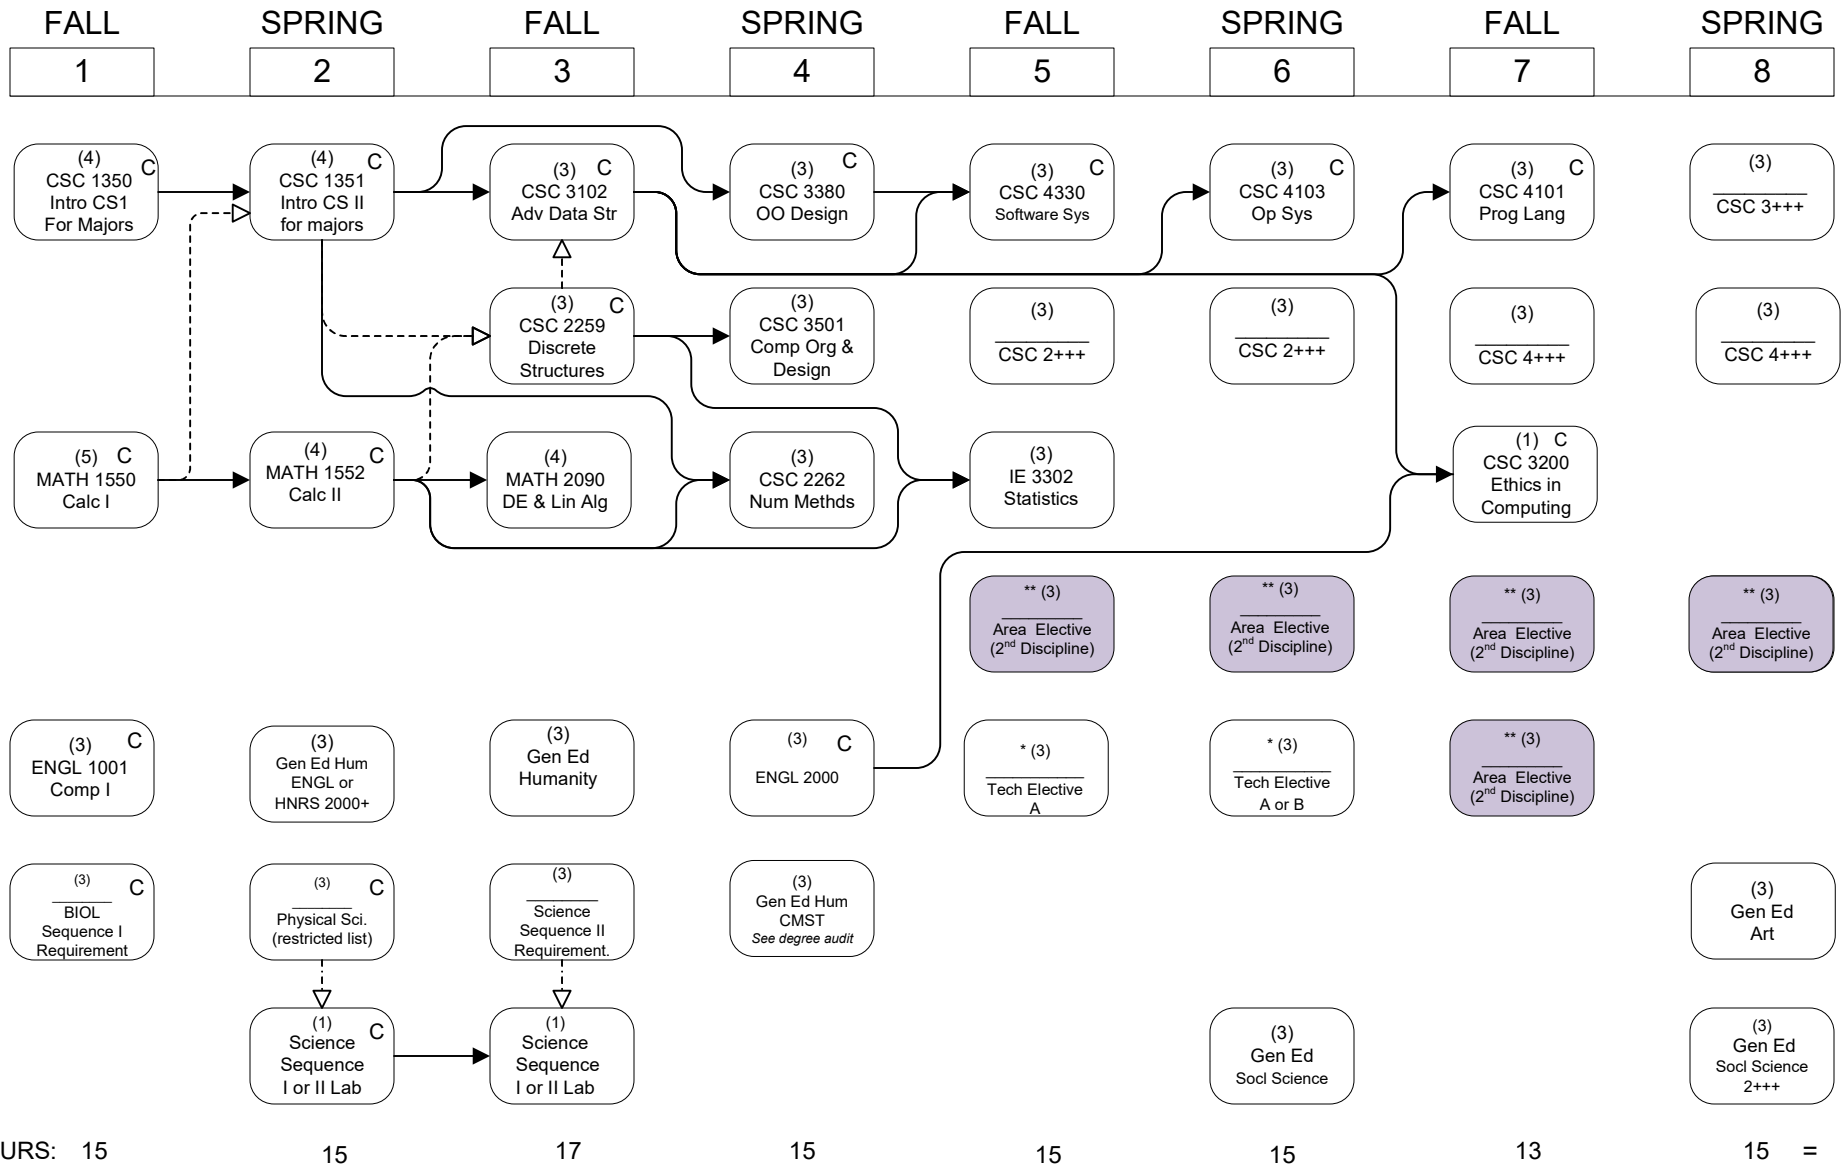 FALL
SPRING
FALL
SPRING
FALL
SPRING
FALL
SPRING
1
2
3
4
5
6
7
8
(4) C
CSC 1350
Intro CS1
For Majors
(4) C
CSC 1351
Intro CS II
for majors
(3) C
CSC 3102
Adv Data Str
(3) C
CSC 3380
OO Design
(3) C
CSC 4330
Software Sys
(3) C
CSC 4103
Op Sys
(3) C
CSC 4101
Prog Lang
(3)
CSC 3+++
(3) C
CSC 2259
Discrete
Structures
(3)
CSC 3501
Comp Org &
Design
(3)
CSC 2+++
(3)
CSC 2+++
(3)
CSC 4+++
(3)
CSC 4+++
(5) C
MATH 1550
Calc I
(4) C
MATH 1552
Calc II
(4)
MATH 2090
DE & Lin Alg
(3)
CSC 2262
Num Methds
(3)
IE 3302
Statistics
(1) C
CSC 3200
Ethics in
Computing
** (3)
Area Elective
(2nd Discipline)
** (3)
Area Elective
(2nd Discipline)
** (3)
Area Elective
(2nd Discipline)
** (3)
Area Elective
(2nd Discipline)
(3) C
ENGL 1001
Comp I
(3)
Gen Ed Hum
ENGL or
HNRS 2000+
(3)
Gen Ed
Humanity
(3) C
ENGL 2000
* (3)
Tech Elective
A
* (3)
Tech Elective
A or B
** (3)
Area Elective
(2nd Discipline)
(3) C
BIOL
Sequence I
Requirement
(3) C
Physical Sci.
(restricted list)
(3)
Science
Sequence II
Requirement.
(3)
Gen Ed Hum
CMST
See degree audit
(3)
Gen Ed
Art
(1) C
Science
Sequence
I or II Lab
(1)
Science
Sequence
I or II Lab
(3)
Gen Ed
Socl Science
(3)
Gen Ed
Socl Science
2+++
URS: 15 15 17 15 15 15 13 15 =